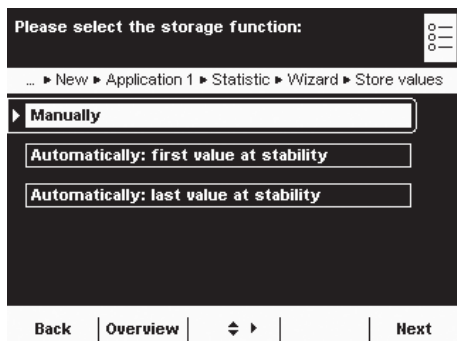 Please select the storage function:
... ▸ New ▸ Application 1 ▸ Statistic ▸ Wizard ▸ Store values
Manually
Automatically: first value at stability
Automatically: last value at stability
Back Overview Next